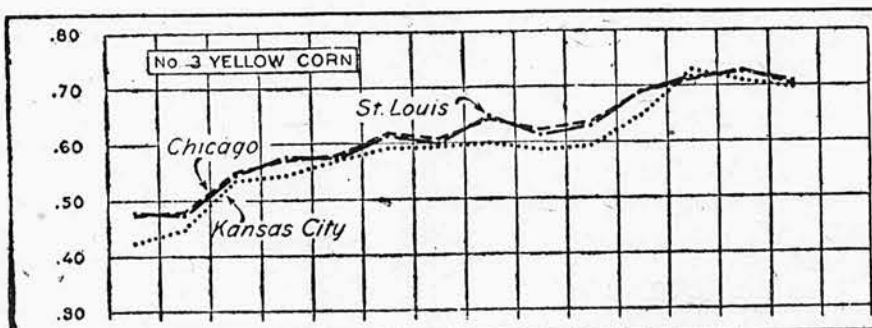 .80
No. 3 YELLOW CORN
.70
St. Louis
.60
Chicago
.50
Kansas City
.40
.30